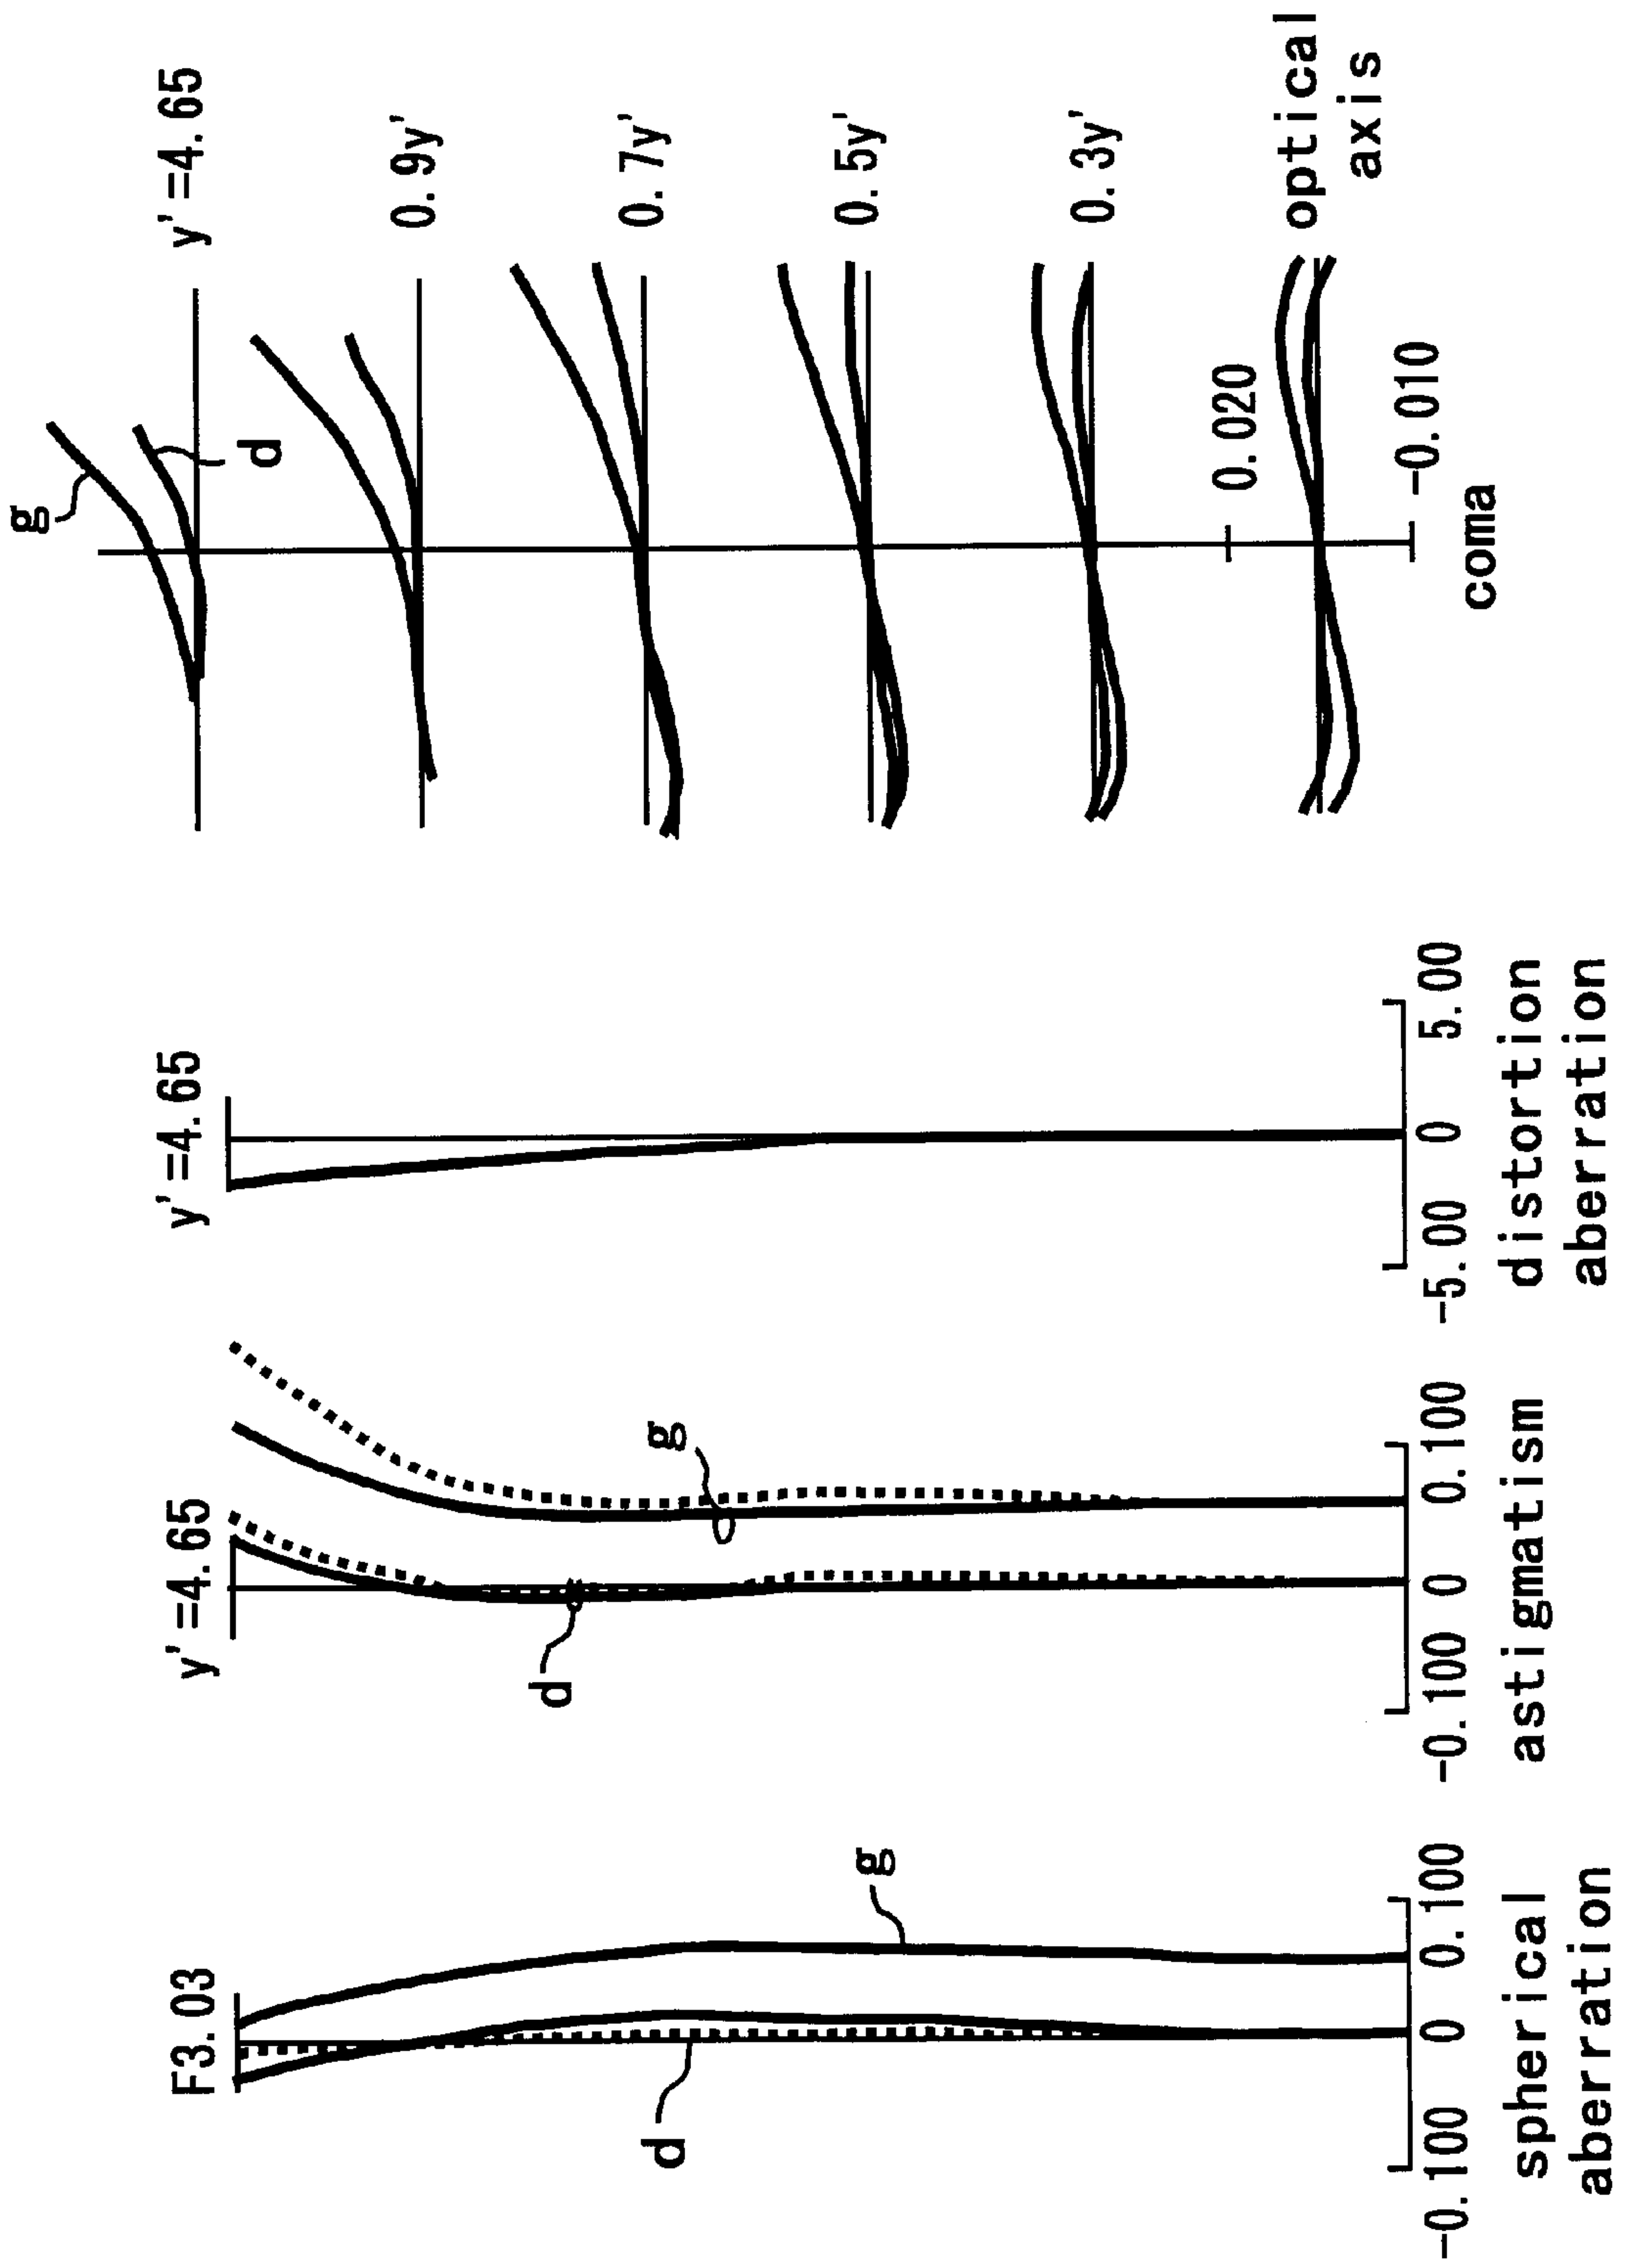 F3.03
g
d
-0.100
0
0.100
spherical
aberration
y'=4.65
g
d
-0.100
0
0.100
astigmatism
y'=4.65
-5.00
0
5.00
distortion
aberration
g
d
y'=4.65
0.9y'
0.7y'
0.5y'
0.3y'
0.020
optical
axis
-0.010
coma